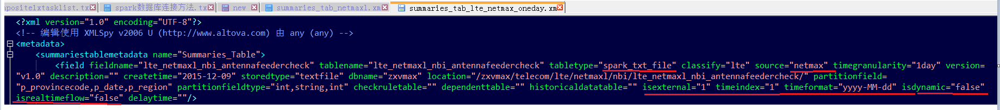 npositelxtasklist.tx spark数据库连接方法.tx new summaries_tab_netmaxl.xm summaries_tab_lte_netmax_oneday.xm
<?xml version="1.0" encoding="UTF-8"?>
<!-- 编辑使用 XMLSpy v2006 U (http://www.altova.com) 由 any (any) -->
<metadata>
<summariestablemetadata name="Summaries_Table">
<field fieldname="lte_netmaxl_nbi_antennafeedercheck" tablename="lte_netmaxl_nbi_antennafeedercheck" tabletype="spark_txt_file" classify="lte" source="netmax" timegranularity="1day" version=
"v1.0" description="" createtime="2015-12-09" storedtype="textfile" dbname="zxvmax" location="/zxvmax/telecom/lte/netmaxl/nbi/lte_netmaxl_nbi_antennafeedercheck/" partitionfield=
"p_provincecode,p_date,p_region" partitionfieldtype="int,string,int" checkruletable="" dependenttable="" historicaldatatable="" isexternal="1" timeindex="1" timeformat="yyyy-MM-dd" isdynamic="false"
isrealtimeflow="false" delaytime=""/>